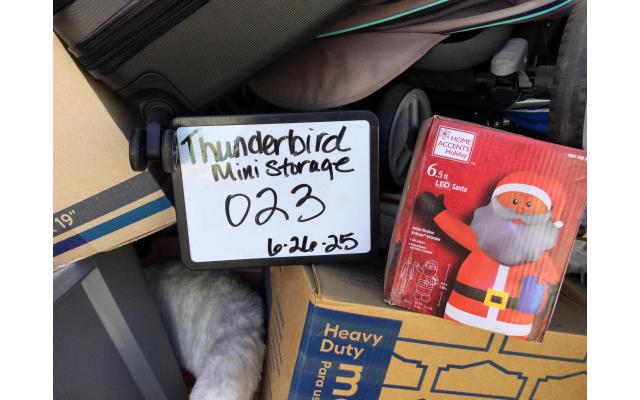 Thunderbird
Mini Storage
023
6-26-25
HOME
ACCENTS
Holiday
6.5 ft
LED Santa
19"
Heavy
Duty
Para